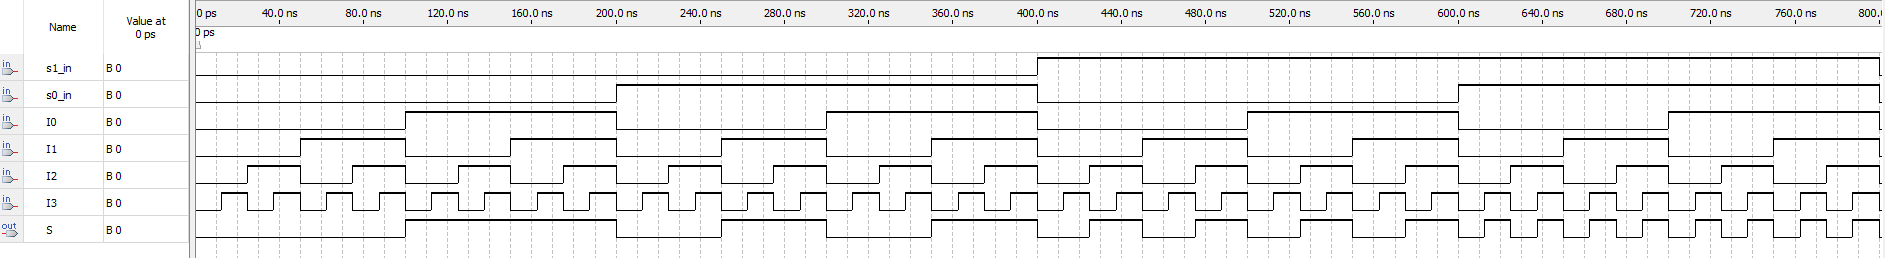 Name
Value at
0 ps
0 ps 40.0 ns 80.0 ns 120.0 ns 160.0 ns 200.0 ns 240.0 ns 280.0 ns 320.0 ns 360.0 ns 400.0 ns 440.0 ns 480.0 ns 520.0 ns 560.0 ns 600.0 ns 640.0 ns 680.0 ns 720.0 ns 760.0 ns 800.
0 ps
in s1_in B 0
in s0_in B 0
in I0 B 0
in I1 B 0
in I2 B 0
in I3 B 0
out S B 0